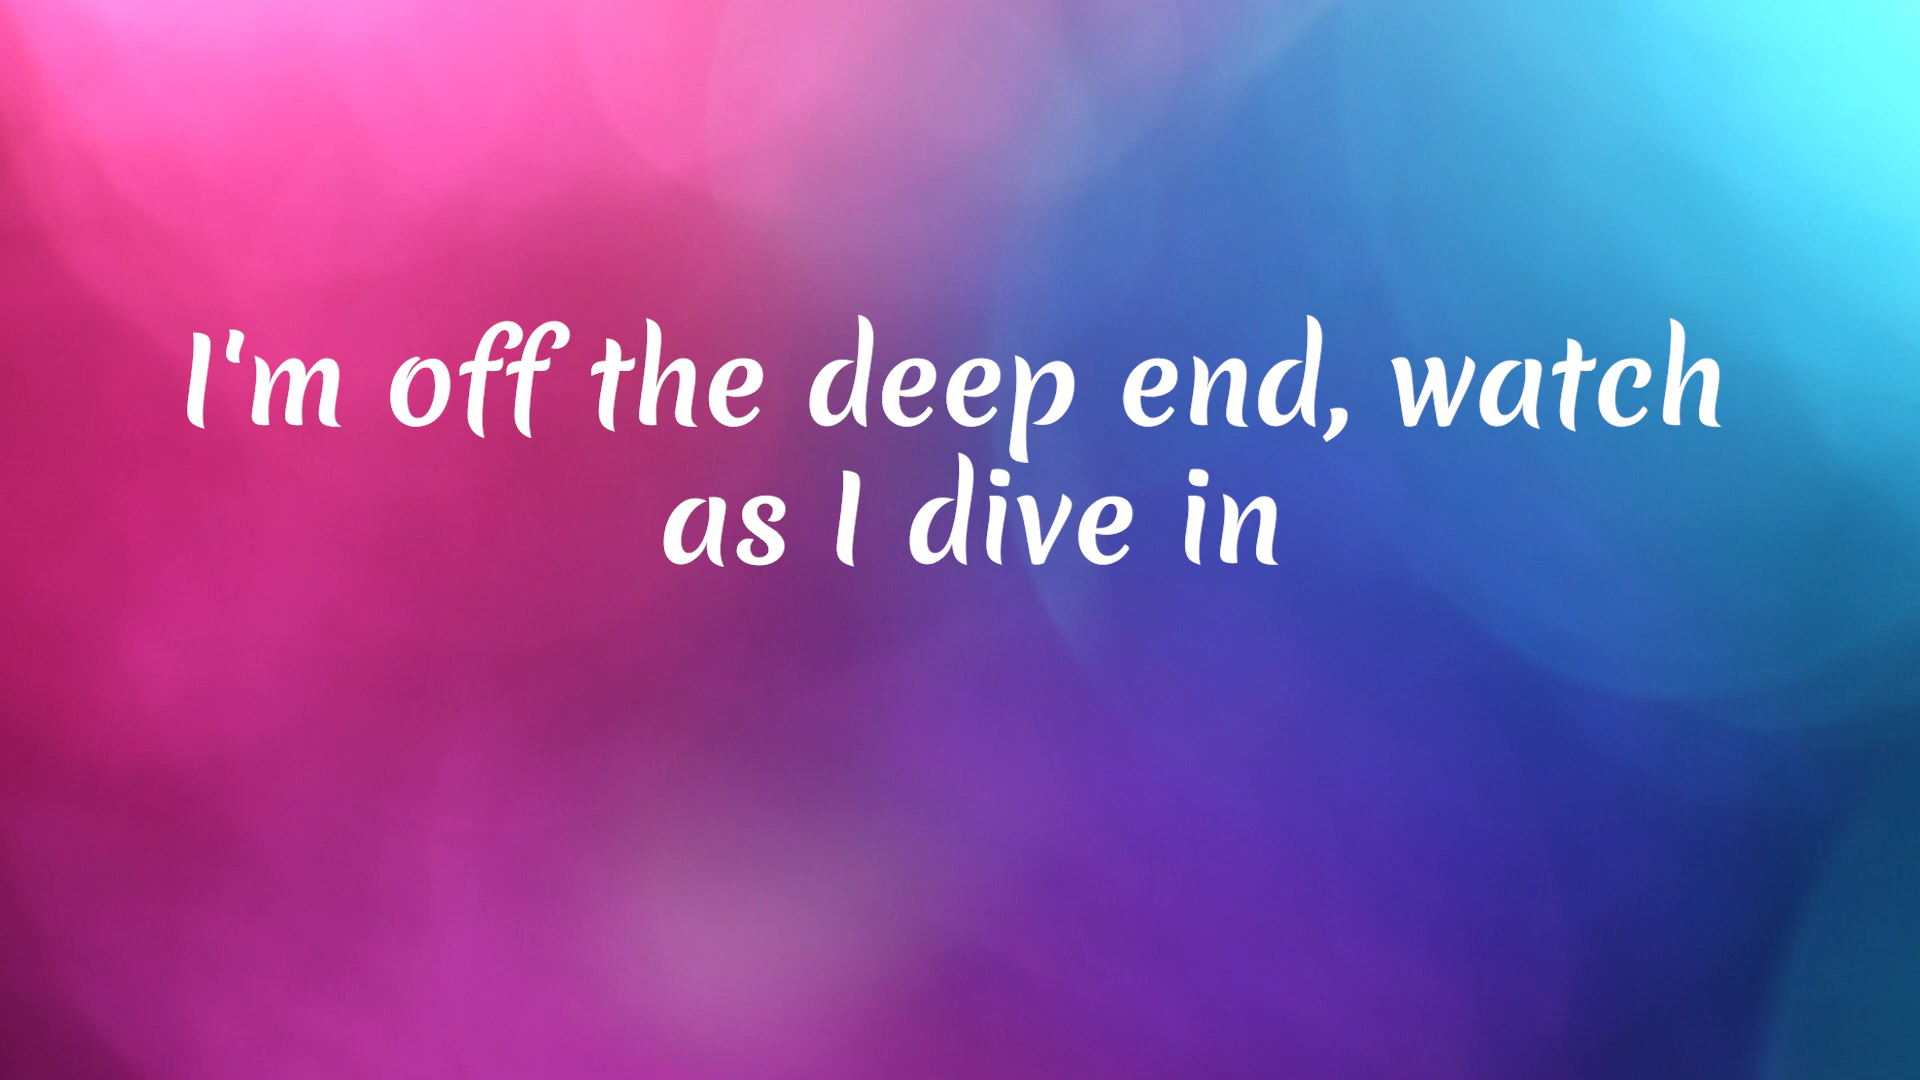 I'm off the deep end, watch
as I dive in